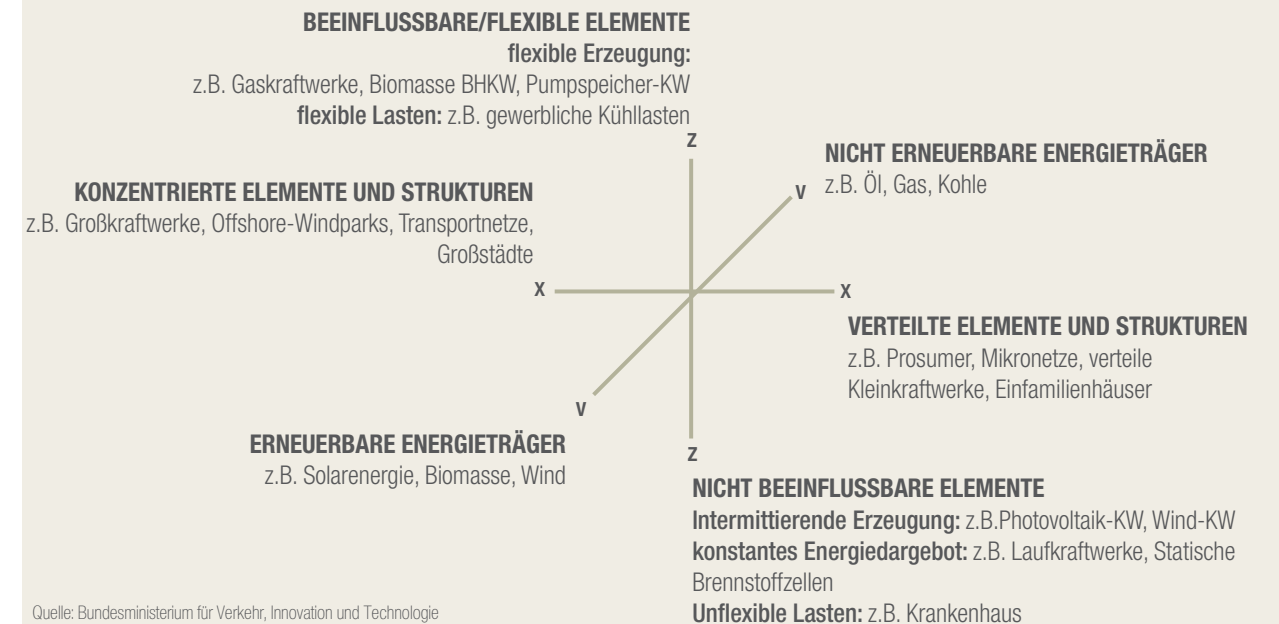 BEEINFLUSSBARE/FLEXIBLE ELEMENTE
flexible Erzeugung:
z.B. Gaskraftwerke, Biomasse BHKW, Pumpspeicher-KW
flexible Lasten: z.B. gewerbliche Kühllasten
Z
NICHT ERNEUERBARE ENERGIETRÄGER
V z.B. Öl, Gas, Kohle
KONZENTRIERTE ELEMENTE UND STRUKTUREN
z.B. Großkraftwerke, Offshore-Windparks, Transportnetze,
Großstädte
X
X
VERTEILTE ELEMENTE UND STRUKTUREN
z.B. Prosumer, Mikronetze, verteile
Kleinkraftwerke, Einfamilienhäuser
V
ERNEUERBARE ENERGIETRÄGER
z.B. Solarenergie, Biomasse, Wind
Z
NICHT BEEINFLUSSBARE ELEMENTE
Intermittierende Erzeugung: z.B.Photovoltaik-KW, Wind-KW
konstantes Energiedargebot: z.B. Laufkraftwerke, Statische
Brennstoffzellen
Unflexible Lasten: z.B. Krankenhaus
Quelle: Bundesministerium für Verkehr, Innovation und Technologie